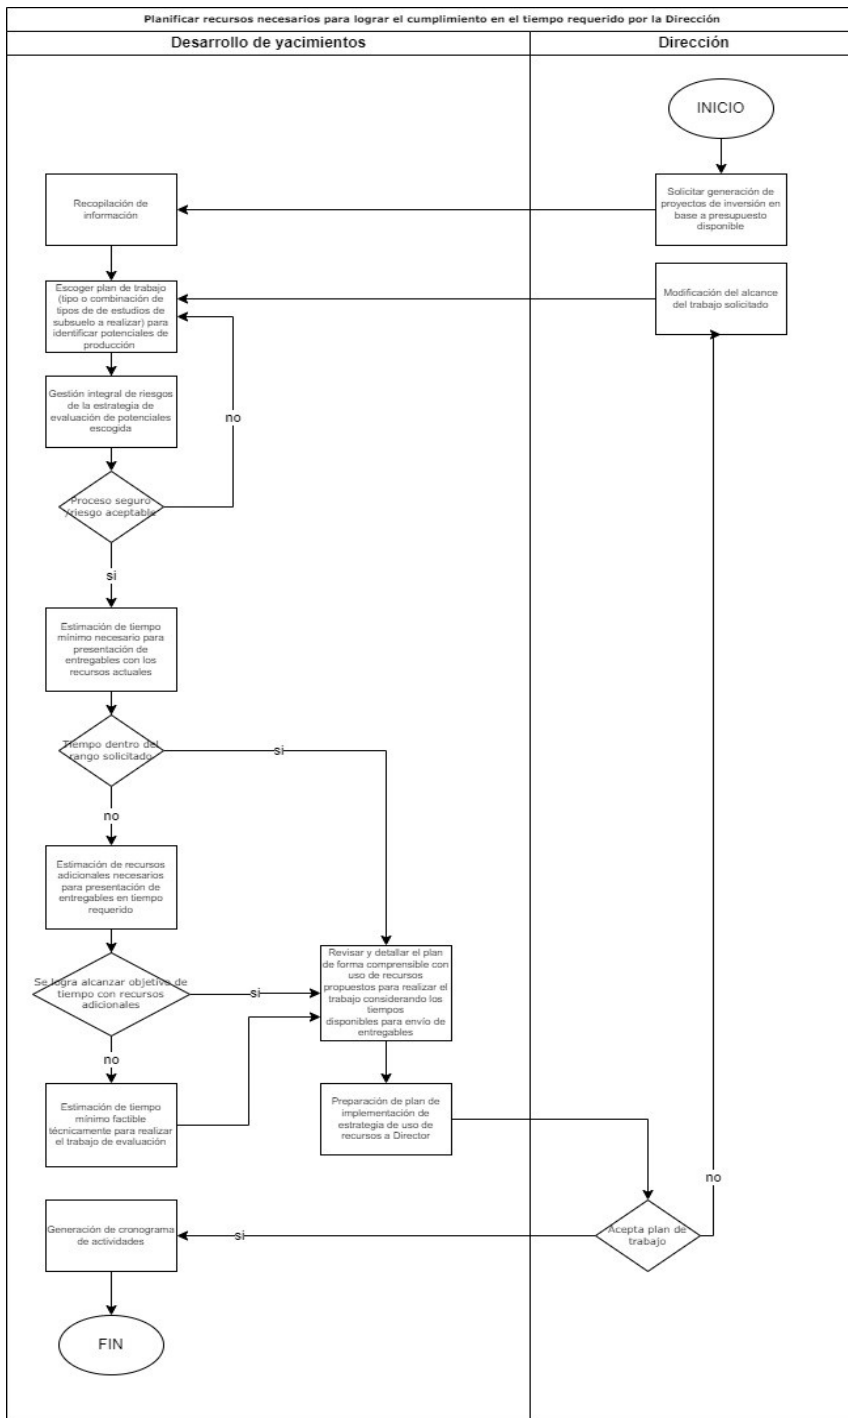 Planificar recursos necesarios para lograr el cumplimiento en el tiempo requerido por la Dirección
Desarrollo de yacimientos
Dirección
INICIO
Solicitar generación de
proyectos de inversión en
base a presupuesto
disponible
Recopilación de
información
Escoger plan de trabajo
(tipo o combinación de
tipos de de estudios de
subsuelo a realizar) para
identificar potenciales de
producción
Modificación del alcance
del trabajo solicitado
Gestión integral de riesgos
de la estrategia de
evaluación de potenciales
escogida
no
Proceso seguro
/riesgo aceptable
si
Estimación de tiempo
mínimo necesario para
presentación de
entregables con los
recursos actuales
Tiempo dentro del
rango solicitado
si
no
Estimación de recursos
adicionales necesarios
para presentación de
entregables en tiempo
requerido
Se logra alcanzar objetivo de
tiempo con recursos
adicionales
si
Revisar y detallar el plan
de forma comprensible con
uso de recursos
propuestos para realizar el
trabajo considerando los
tiempos
disponibles para envío de
entregables
no
Estimación de tiempo
mínimo factible
técnicamente para realizar
el trabajo de evaluación
Preparación de plan de
implementación de
estrategia de uso de
recursos a Director
no
Acepta plan de
trabajo
si
Generación de cronograma
de actividades
FIN